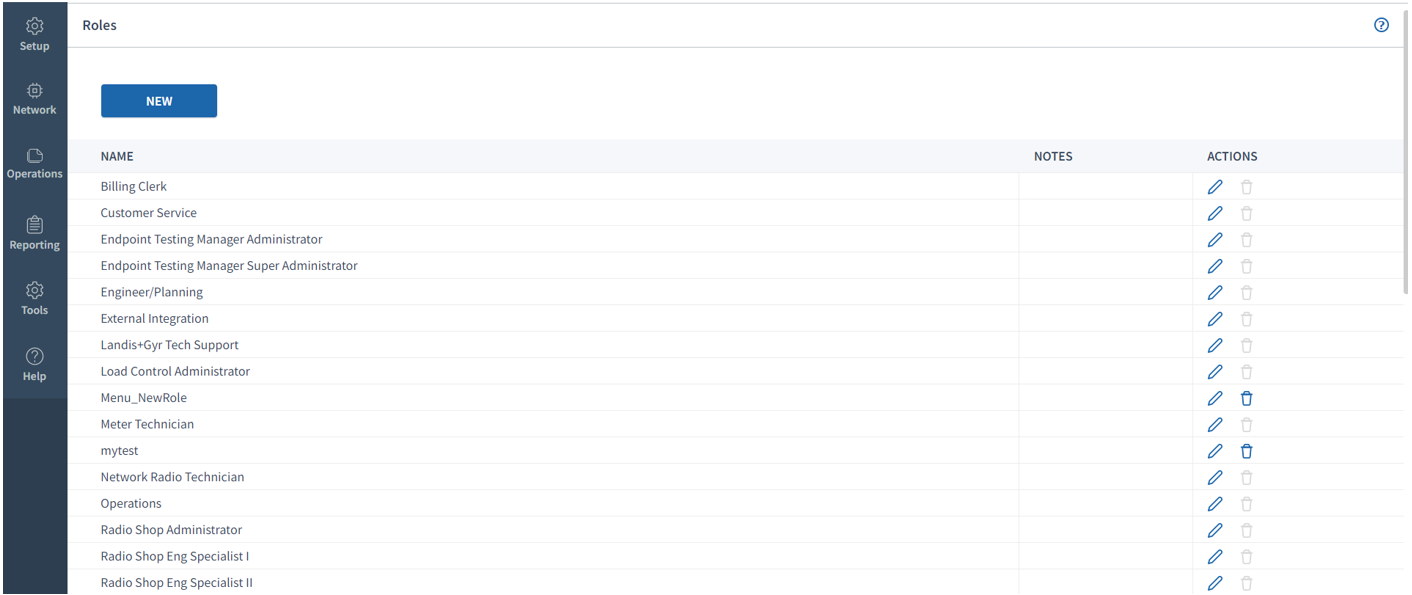 Setup
Network
Operations
Reporting
Tools
Help
Roles
NEW
NAME NOTES ACTIONS
Billing Clerk
Customer Service
Endpoint Testing Manager Administrator
Endpoint Testing Manager Super Administrator
Engineer/Planning
External Integration
Landis+Gyr Tech Support
Load Control Administrator
Menu_NewRole
Meter Technician
mytest
Network Radio Technician
Operations
Radio Shop Administrator
Radio Shop Eng Specialist I
Radio Shop Eng Specialist II